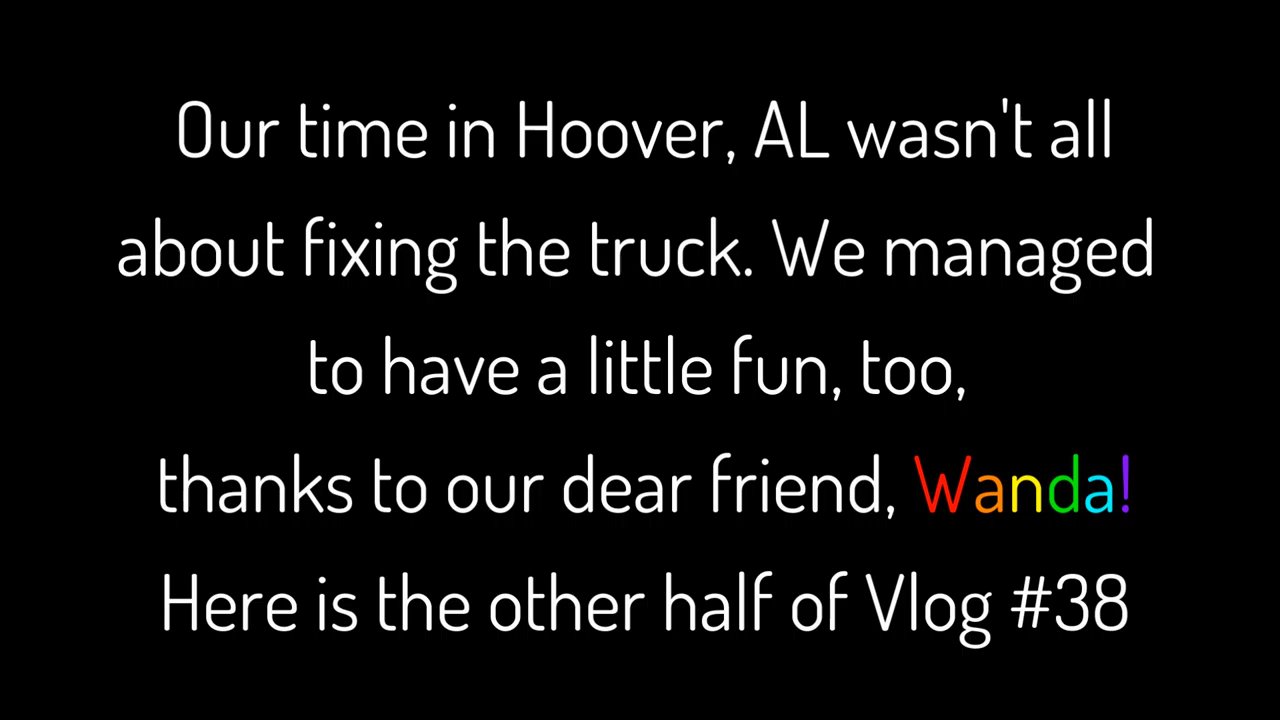 Our time in Hoover, AL wasn't all
about fixing the truck. We managed
to have a little fun, too,
thanks to our dear friend, Wanda!
Here is the other half of Vlog #38